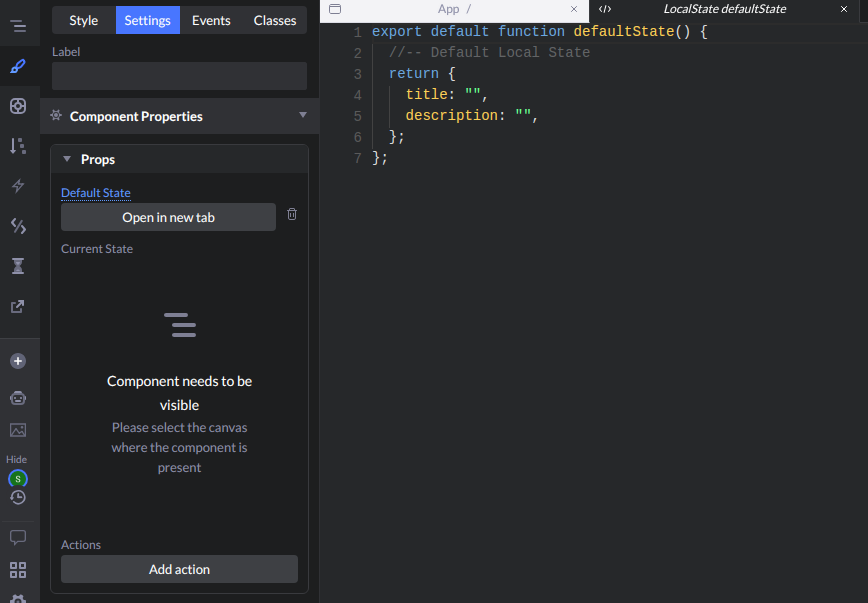 Style Settings Events Classes
Label
Component Properties
Props
Default State
Open in new tab
Current State
Component needs to be
visible
Please select the canvas
where the component is
present
Actions
Add action
Hide
S
App /
LocalState defaultState
1 export default function defaultState() {
2 //-- Default Local State
3 return {
4 title: "",
5 description: "",
6 };
7 };